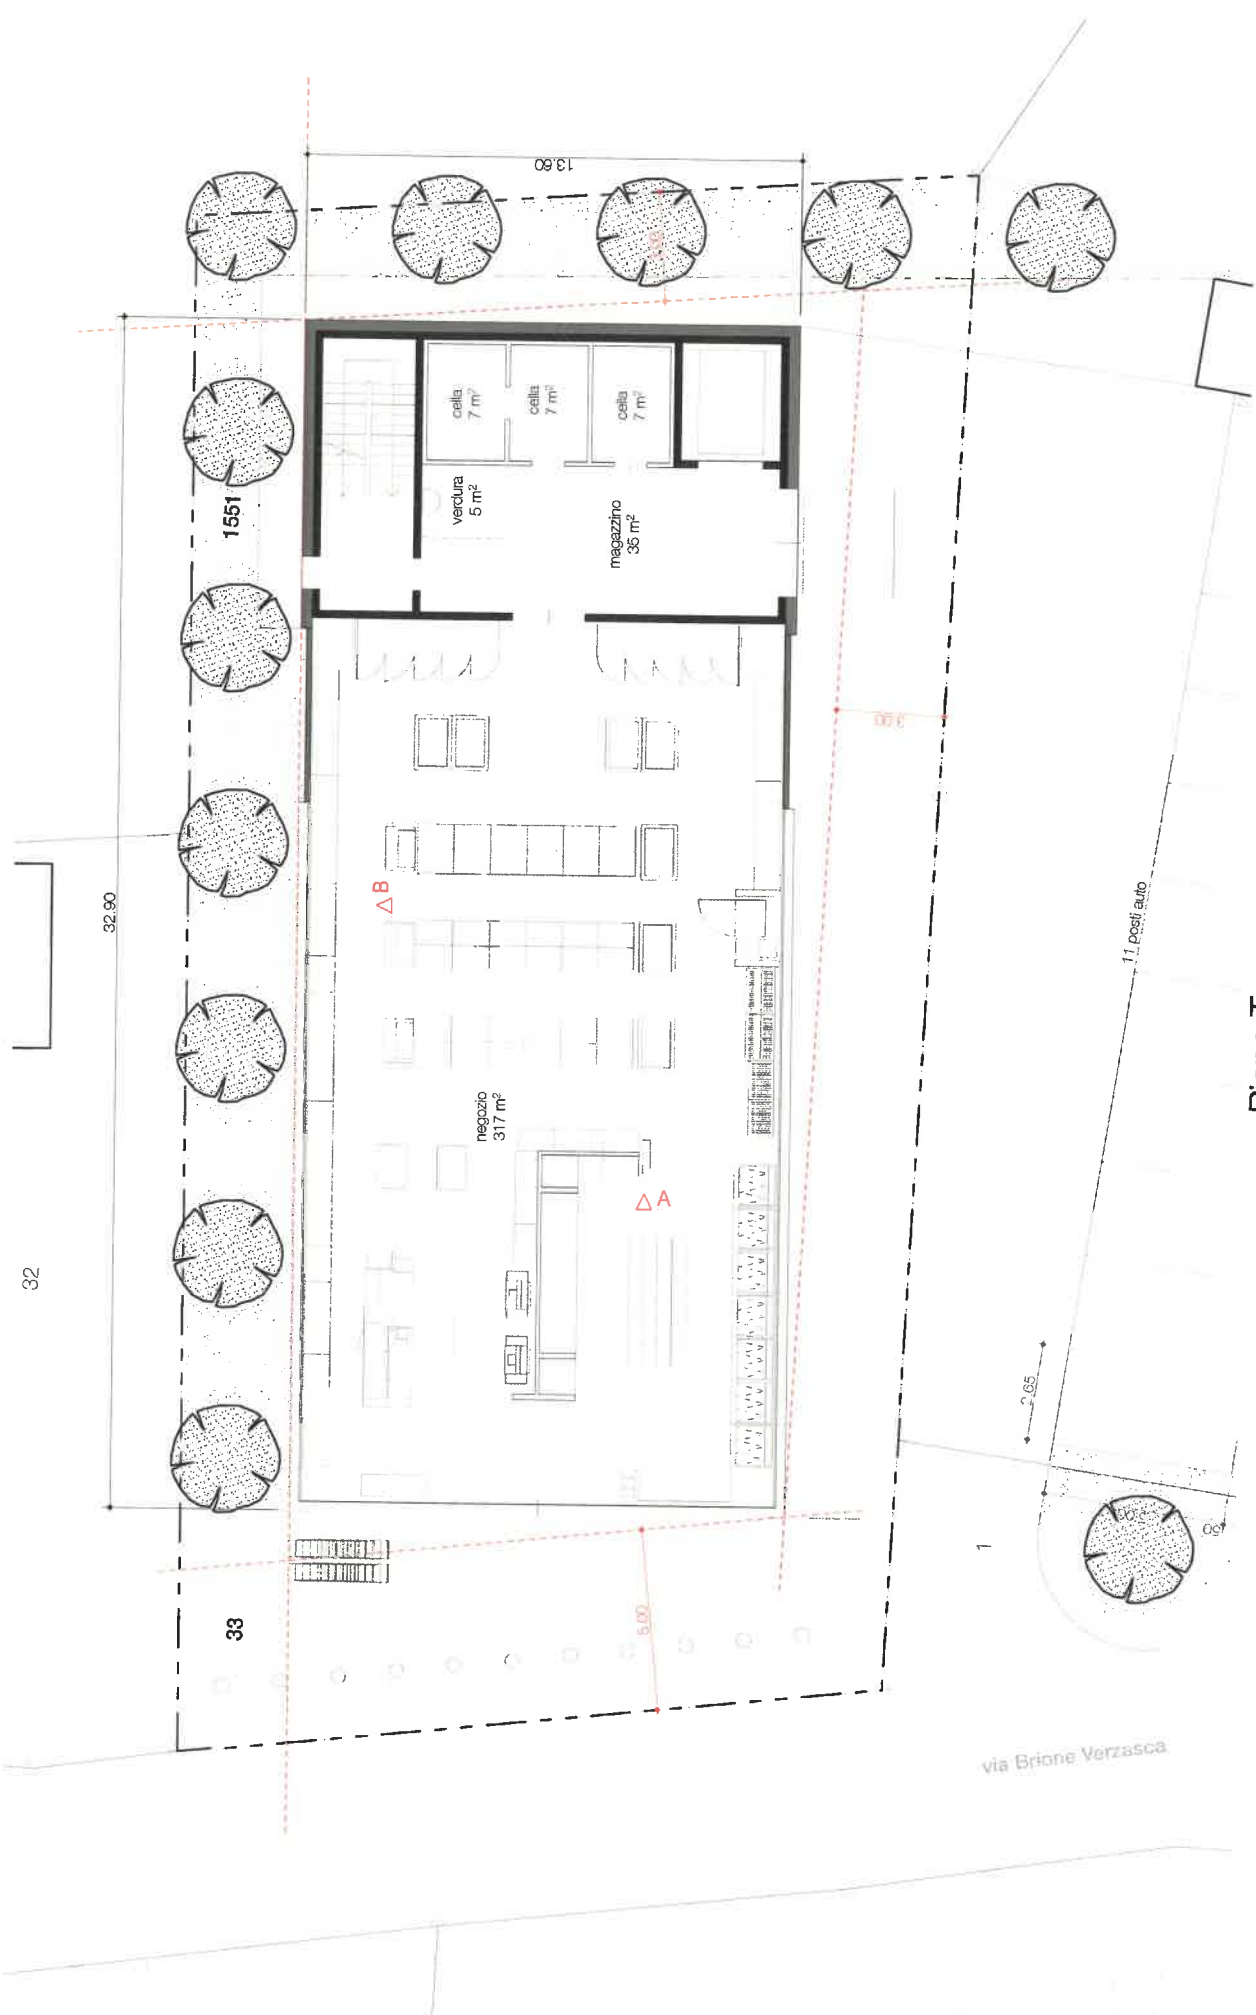 13.60
3.00
cella
7 m²
cella
7 m²
cella
7 m²
verdura
5 m²
magazzino
35 m²
1551
3.00
32.90
B
11 posti auto
negozio
317 m²
A
32
2.65
33
5.00
1
via Brione Verzasca